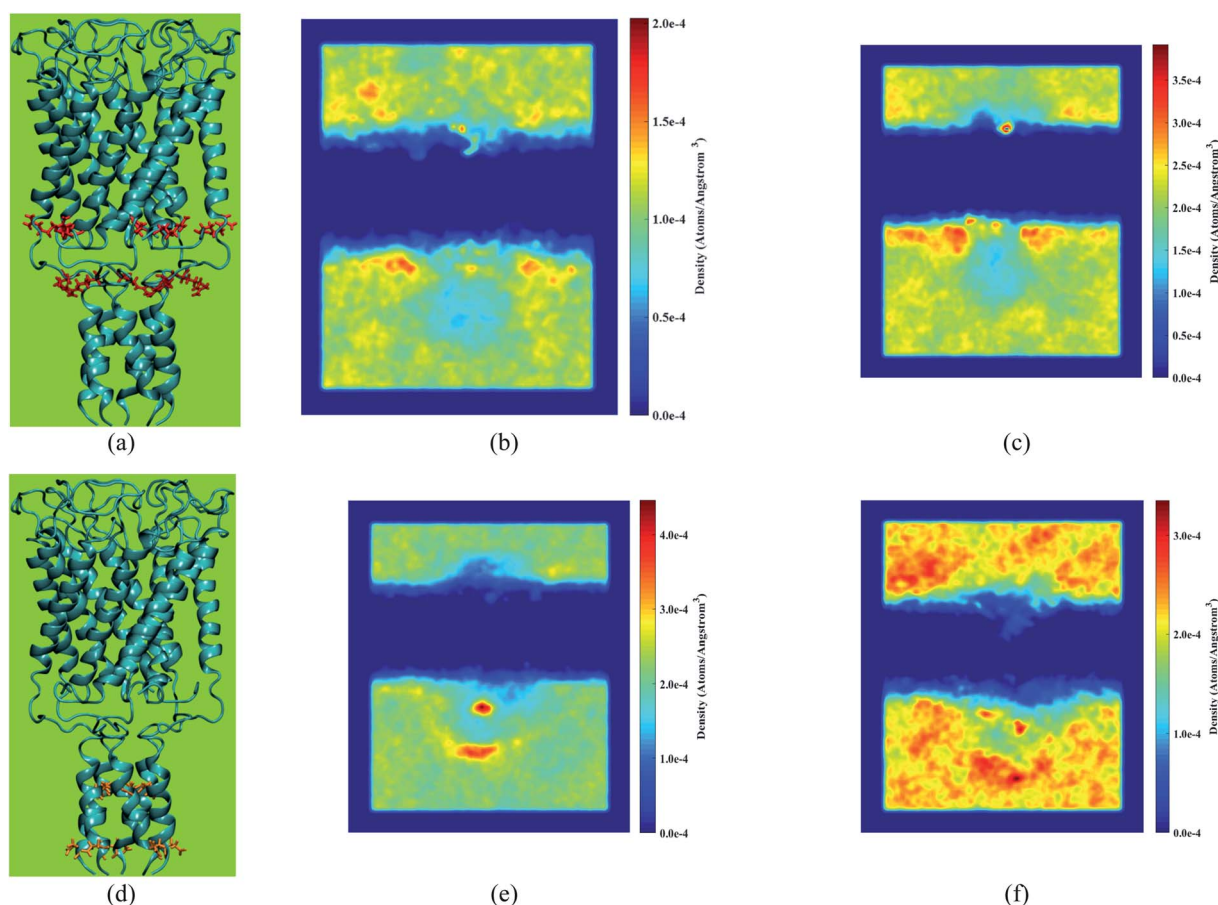 2.0e-4
1.5e-4
1.0e-4
0.5e-4
0.0e-4
Density (Atoms/Angstrom 3)
3.5e-4
3.0e-4
2.5e-4
2.0e-4
1.5e-4
1.0e-4
0.5e-4
0.0e-4
Density (Atoms/Angstrom3)
(a)
(b)
(c)
4.0e-4
3.0e-4
2.0e-4
1.0e-4
0.0e-4
Density (Atoms/Angstrom3)
3.0e-4
2.0e-4
1.0e-4
0.0e-4
Density (Atoms/Angstrom3)
(d)
(e)
(f)